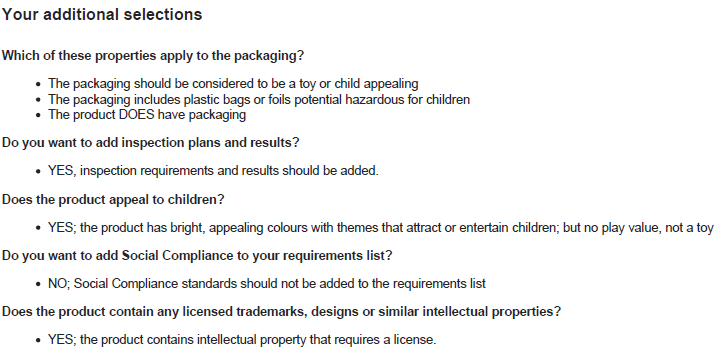 Your additional selections
Which of these properties apply to the packaging?
• The packaging should be considered to be a toy or child appealing
• The packaging includes plastic bags or foils potential hazardous for children
• The product DOES have packaging
Do you want to add inspection plans and results?
• YES, inspection requirements and results should be added.
Does the product appeal to children?
• YES; the product has bright, appealing colours with themes that attract or entertain children; but no play value, not a toy
Do you want to add Social Compliance to your requirements list?
• NO; Social Compliance standards should not be added to the requirements list
Does the product contain any licensed trademarks, designs or similar intellectual properties?
• YES; the product contains intellectual property that requires a license.